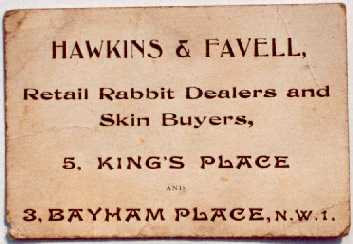 HAWKINS & FAVELL,
Retail Rabbit Dealers and
Skin Buyers,
5, KING'S PLACE
AND
3, BAYHAM PLACE, N.W.1.